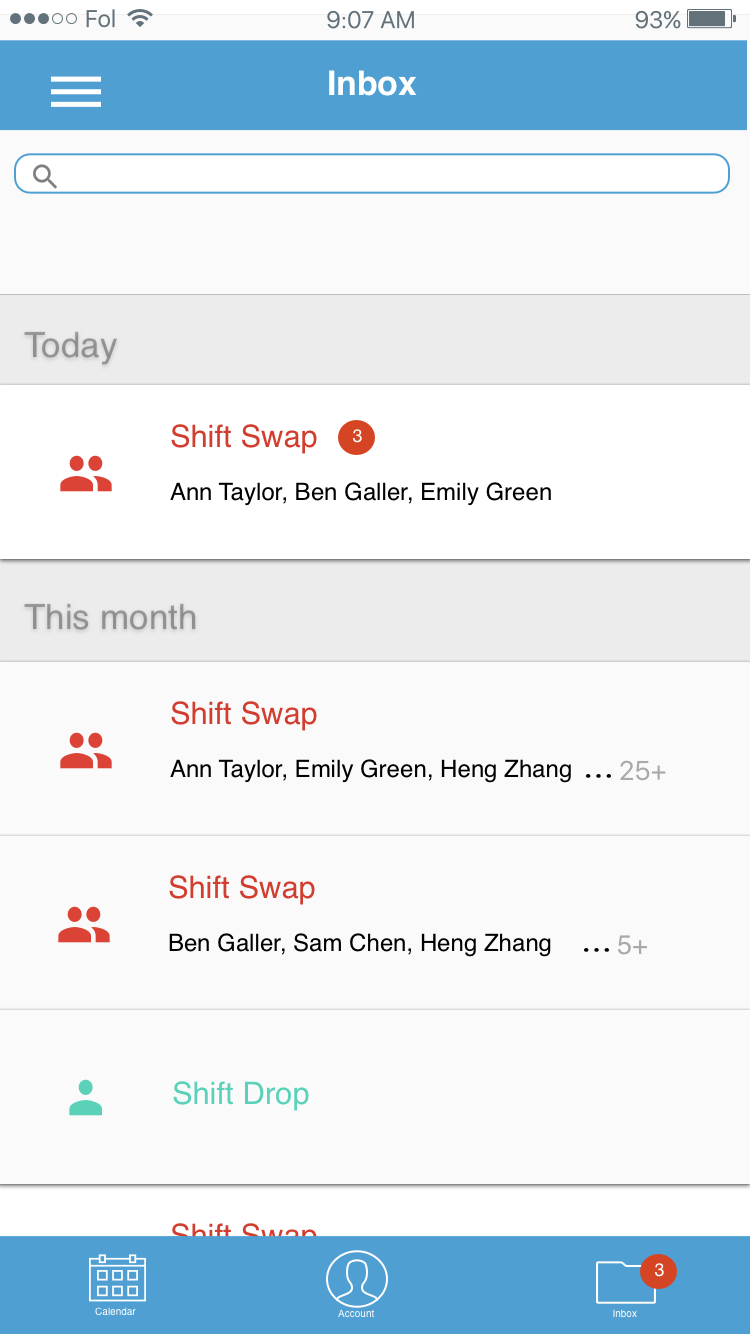 Fol 9:07 AM 93%
Inbox
Today
Shift Swap 3
Ann Taylor, Ben Galler, Emily Green
This month
Shift Swap
Ann Taylor, Emily Green, Heng Zhang ... 25+
Shift Swap
Ben Galler, Sam Chen, Heng Zhang ... 5+
Shift Drop
Shift Swap
3
Calendar Account Inbox